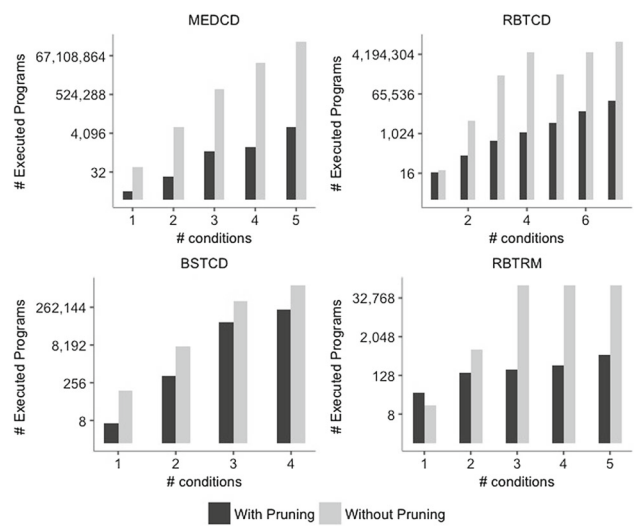 MEDCD
# Executed Programs
67,108,864
524,288
4,096
32
1 2 3 4 5
# conditions
RBTCD
# Executed Programs
4,194,304
65,536
1,024
16
2 4 6
# conditions
BSTCD
# Executed Programs
262,144
8,192
256
8
1 2 3 4
# conditions
RBTRM
# Executed Programs
32,768
2,048
128
8
1 2 3 4 5
# conditions
With Pruning Without Pruning